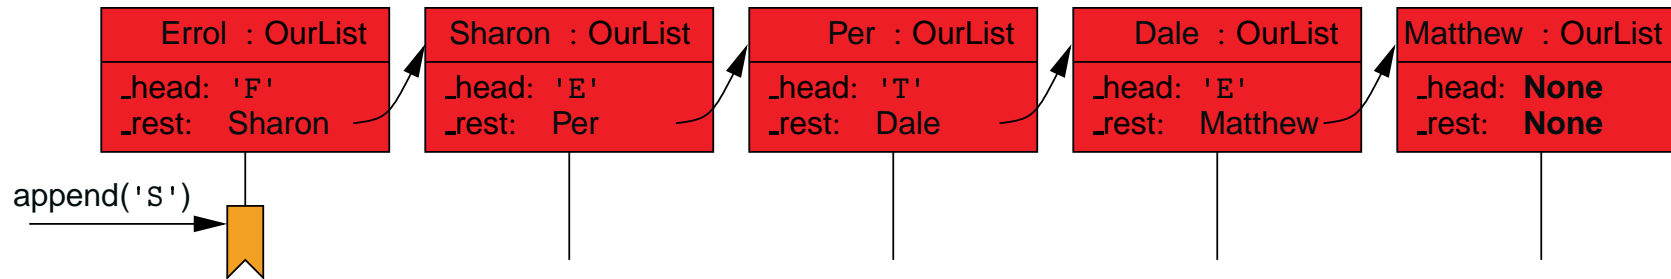 Errol : OurList
_head: 'F'
_rest: Sharon
Sharon : OurList
_head: 'E'
_rest: Per
Per : OurList
_head: 'T'
_rest: Dale
Dale : OurList
_head: 'E'
_rest: Matthew
Matthew : OurList
_head: None
_rest: None
append('S')